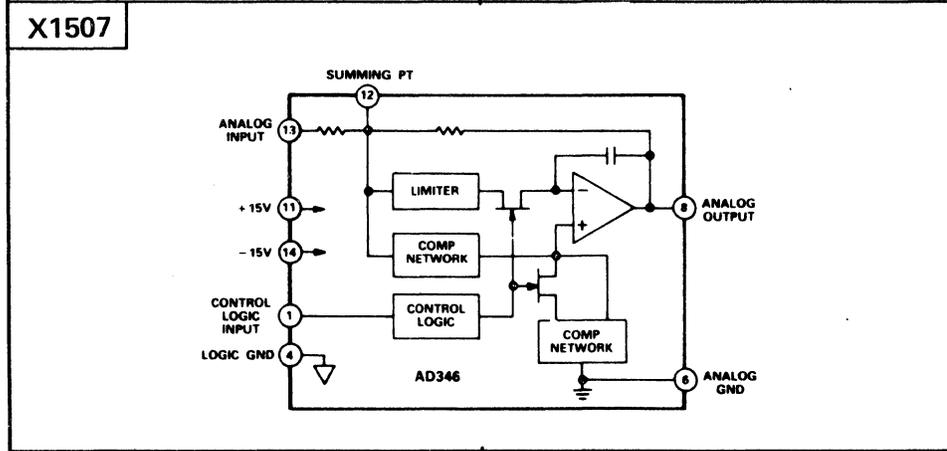 X1507
SUMMING PT
12
ANALOG
INPUT
13
LIMITER
+15V
11
−
+
8
ANALOG
OUTPUT
−15V
14
COMP
NETWORK
CONTROL
LOGIC
INPUT
1
CONTROL
LOGIC
COMP
NETWORK
LOGIC GND
4
AD346
6
ANALOG
GND